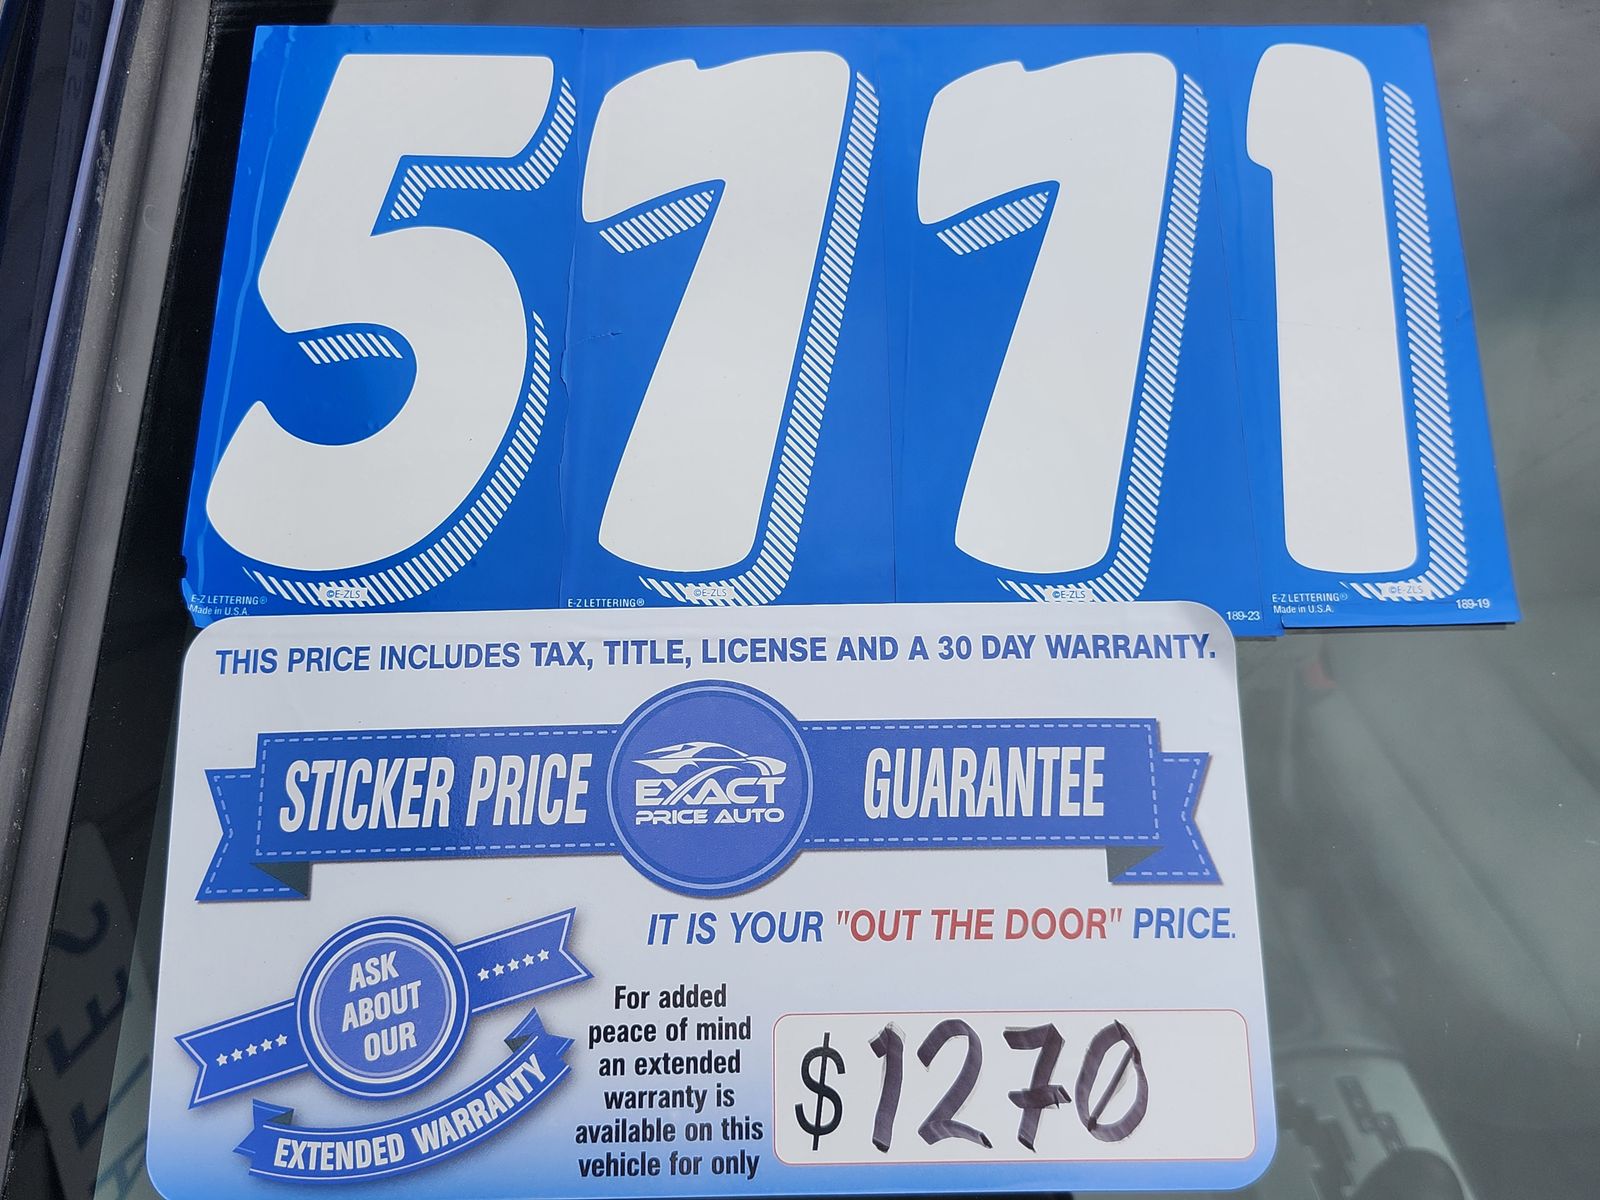 5771
E-Z LETTERING®
Made in U.S.A.
©E-ZLS
E-Z LETTERING®
©E-ZLS
©E-ZLS
189-23
E-Z LETTERING®
Made in U.S.A.
©E-ZLS
189-19
THIS PRICE INCLUDES TAX, TITLE, LICENSE AND A 30 DAY WARRANTY.
STICKER PRICE
EXACT
PRICE AUTO
GUARANTEE
IT IS YOUR "OUT THE DOOR" PRICE.
ASK
ABOUT
OUR
EXTENDED WARRANTY
For added
peace of mind
an extended
warranty is
available on this
vehicle for only
$1270